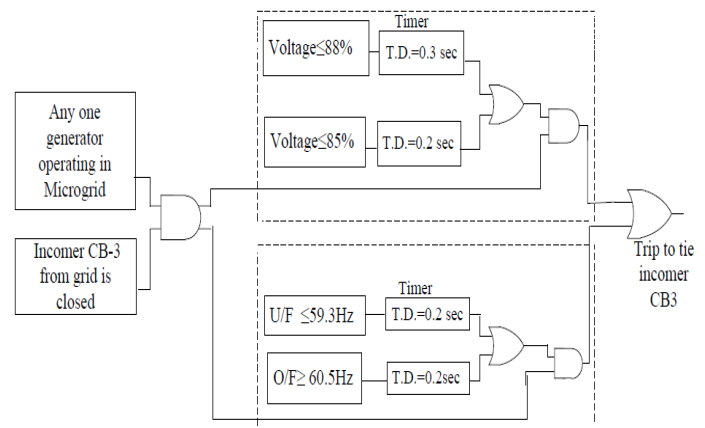 Timer
Voltage≤88%
T.D.=0.3 sec
Any one
generator
operating in
Microgrid
Voltage≤85%
T.D.=0.2 sec
Incomer CB-3
from grid is
closed
Trip to tie
incomer
CB3
Timer
U/F ≤59.3Hz
T.D.=0.2 sec
O/F≥ 60.5Hz
T.D.=0.2sec